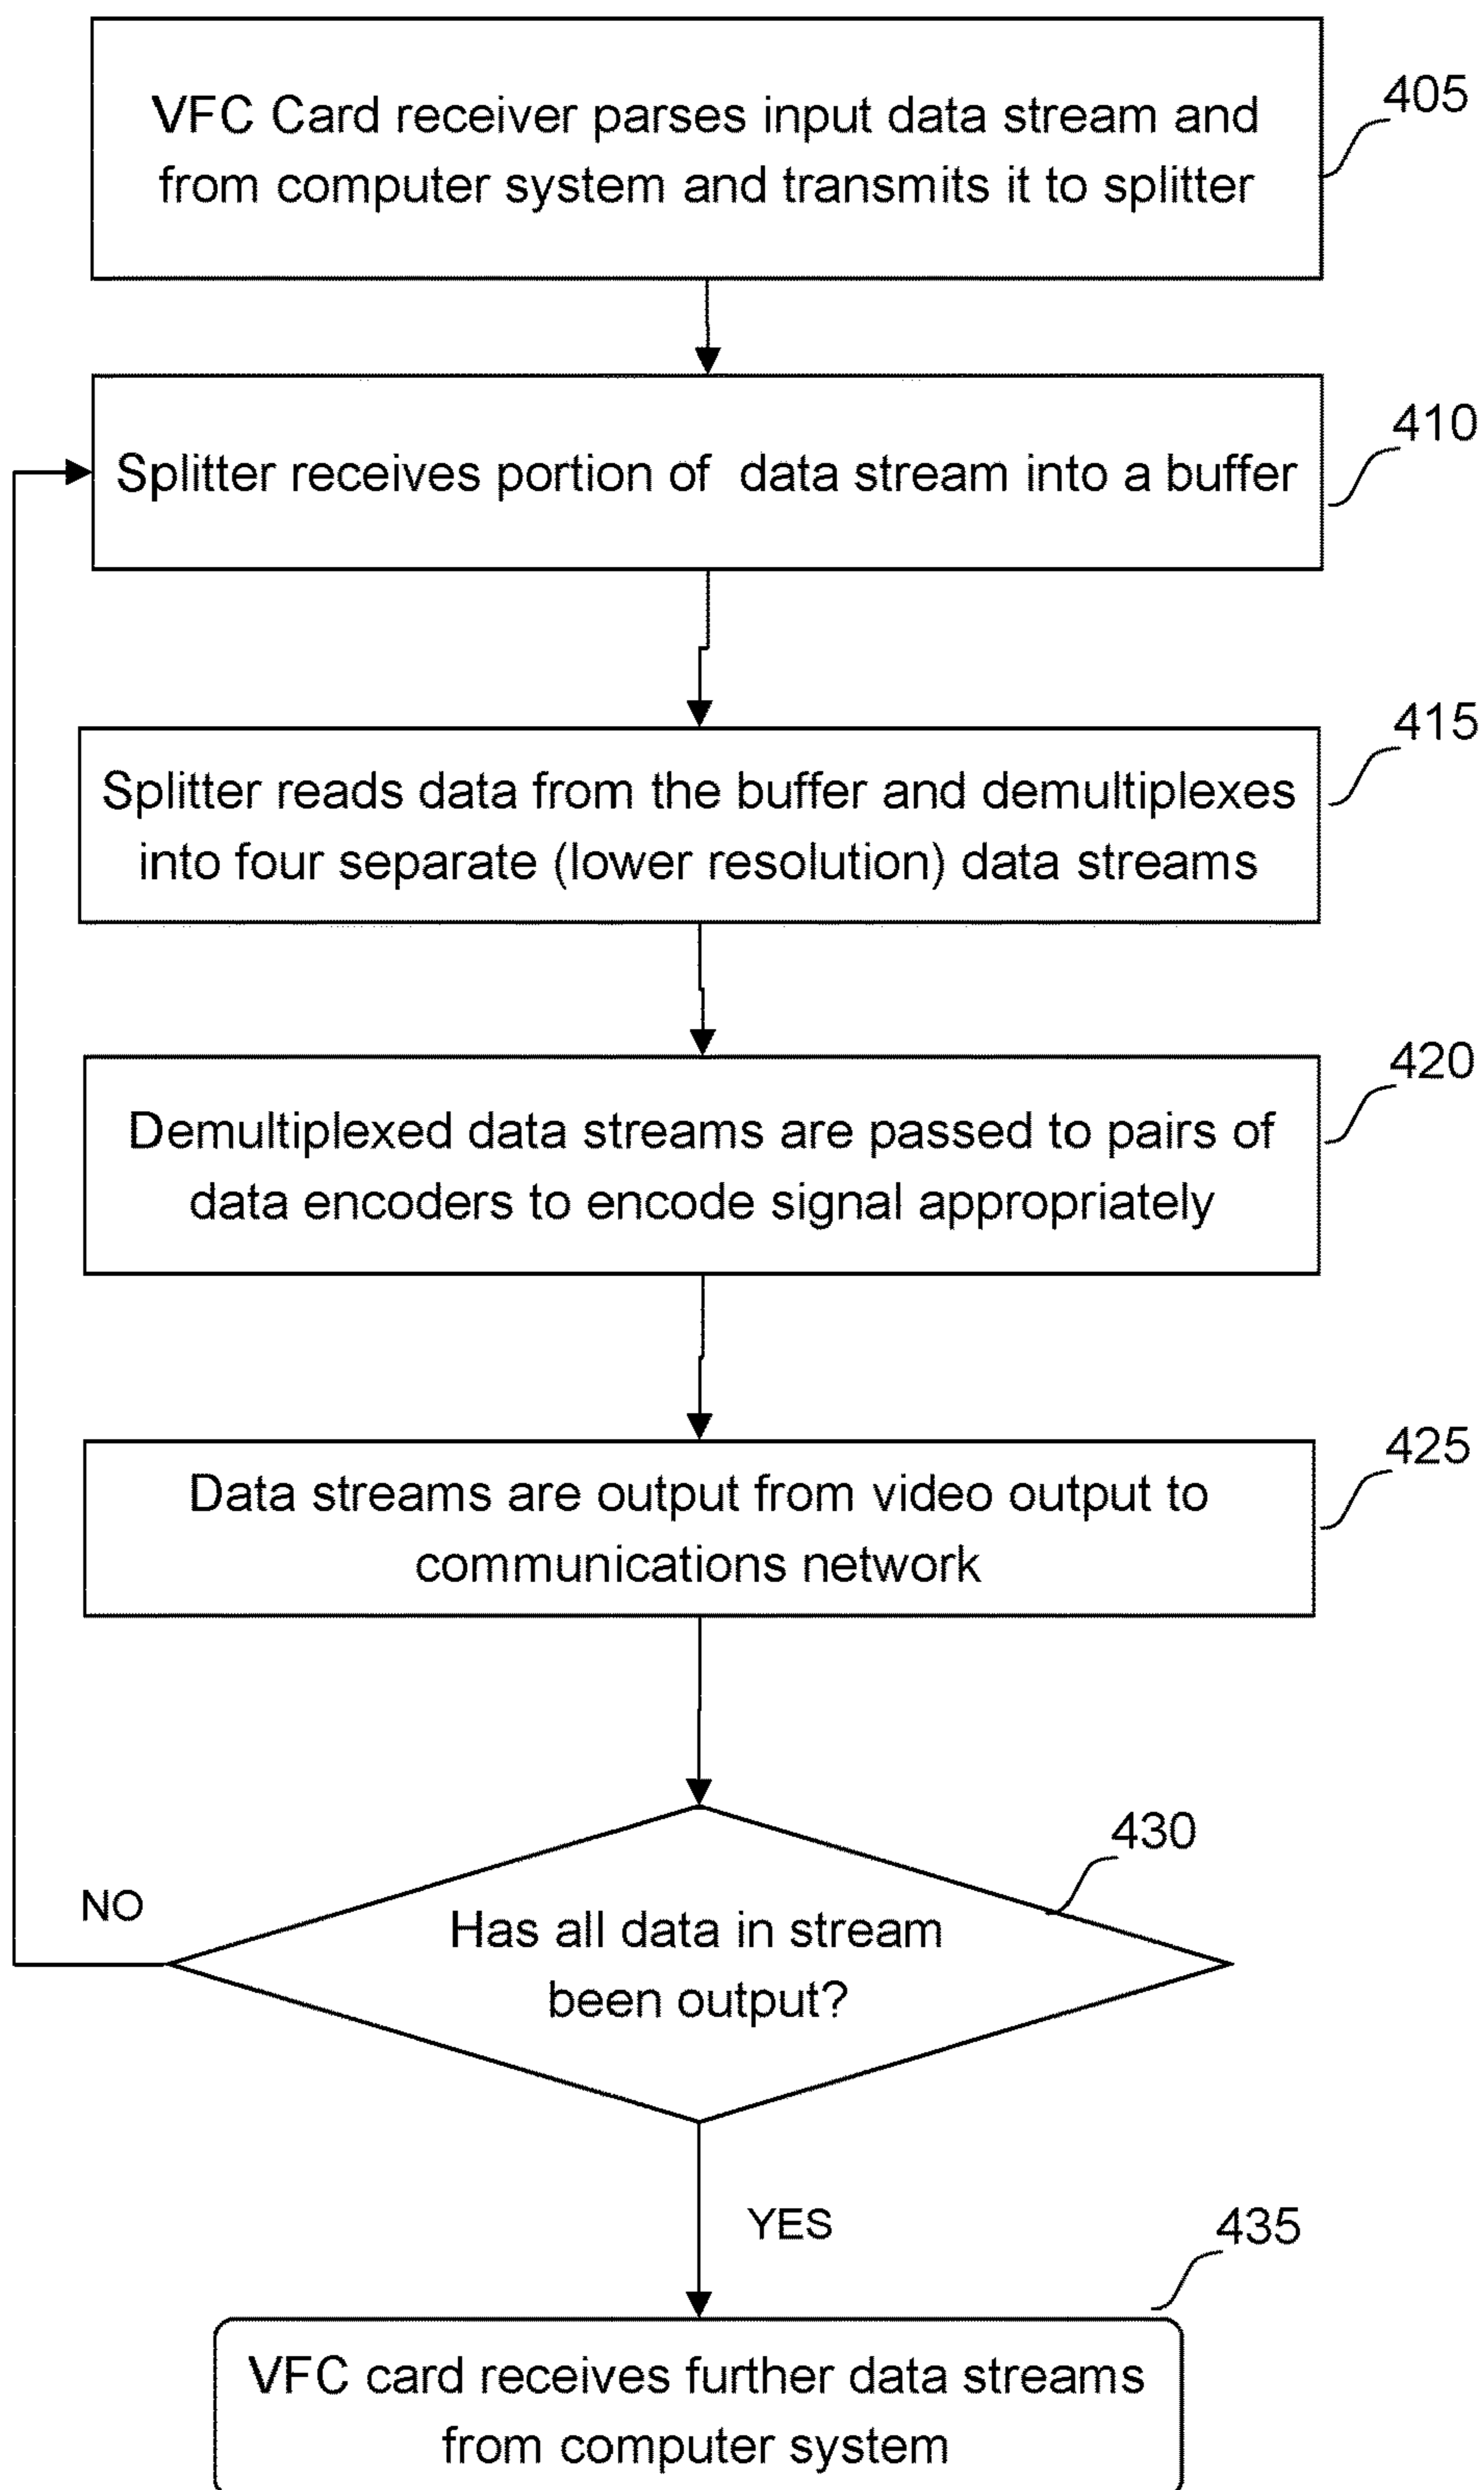 VFC Card receiver parses input data stream and
from computer system and transmits it to splitter
405
Splitter receives portion of data stream into a buffer
410
Splitter reads data from the buffer and demultiplexes
into four separate (lower resolution) data streams
415
Demultiplexed data streams are passed to pairs of
data encoders to encode signal appropriately
420
Data streams are output from video output to
communications network
425
Has all data in stream
been output?
430
NO
YES
VFC card receives further data streams
from computer system
435